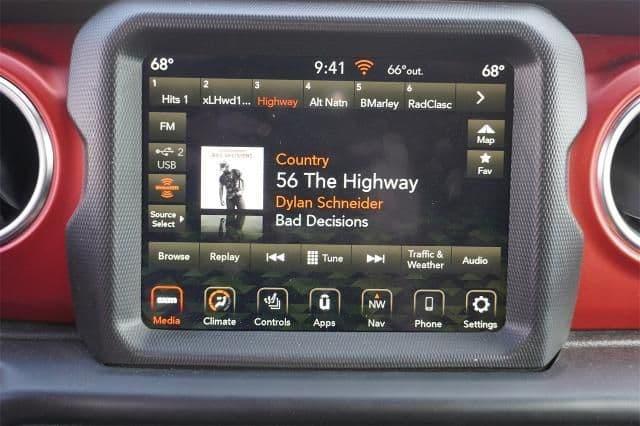 68° 9:41 66°out. 68°
1 2 3 4 5 6
Hits 1 xLHwd1... Highway Alt Natn BMarley RadClasc
FM
Map
2
USB
Fav
Source
Select
BAD DECISIONS
Country
56 The Highway
Dylan Schneider
Bad Decisions
Browse Replay Tune Traffic & Weather Audio
NW
Media Climate Controls Apps Nav Phone Settings